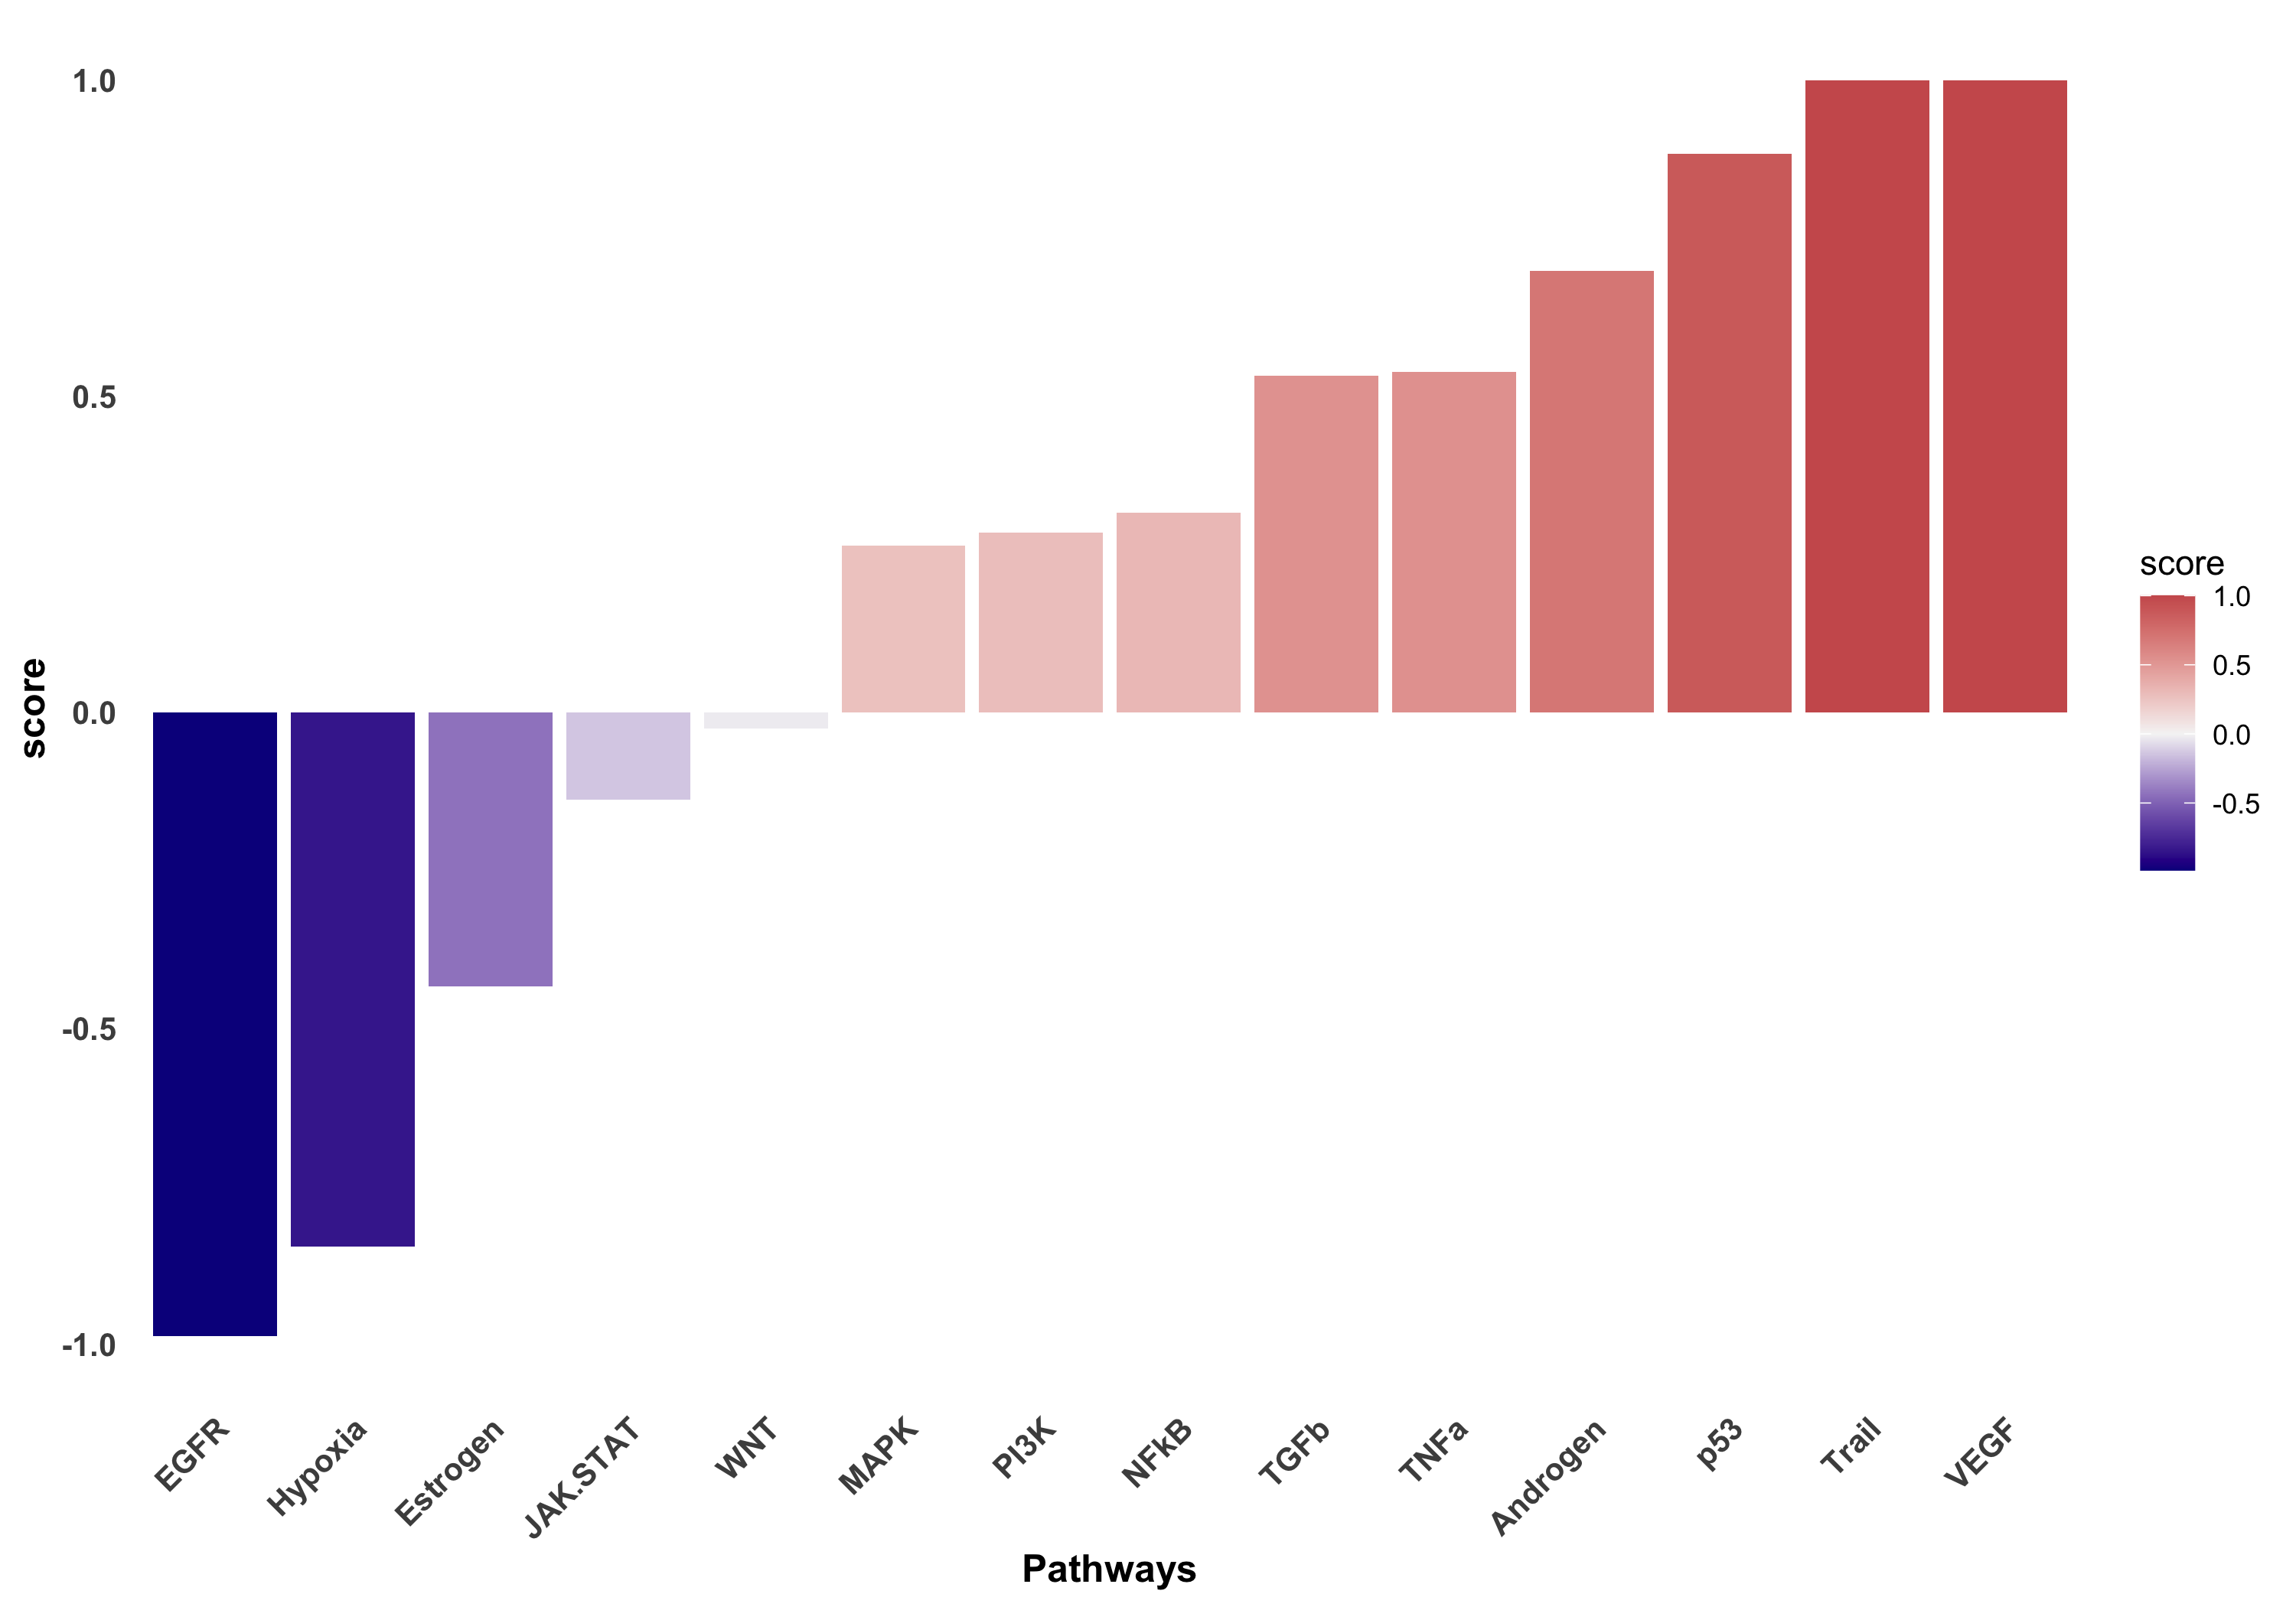 1.0
0.5
0.0
-0.5
-1.0
score
EGFR
Hypoxia
Estrogen
JAK.STAT
WNT
MAPK
PI3K
NFkB
TGFb
TNFa
Androgen
p53
Trail
VEGF
Pathways
score
1.0
0.5
0.0
-0.5